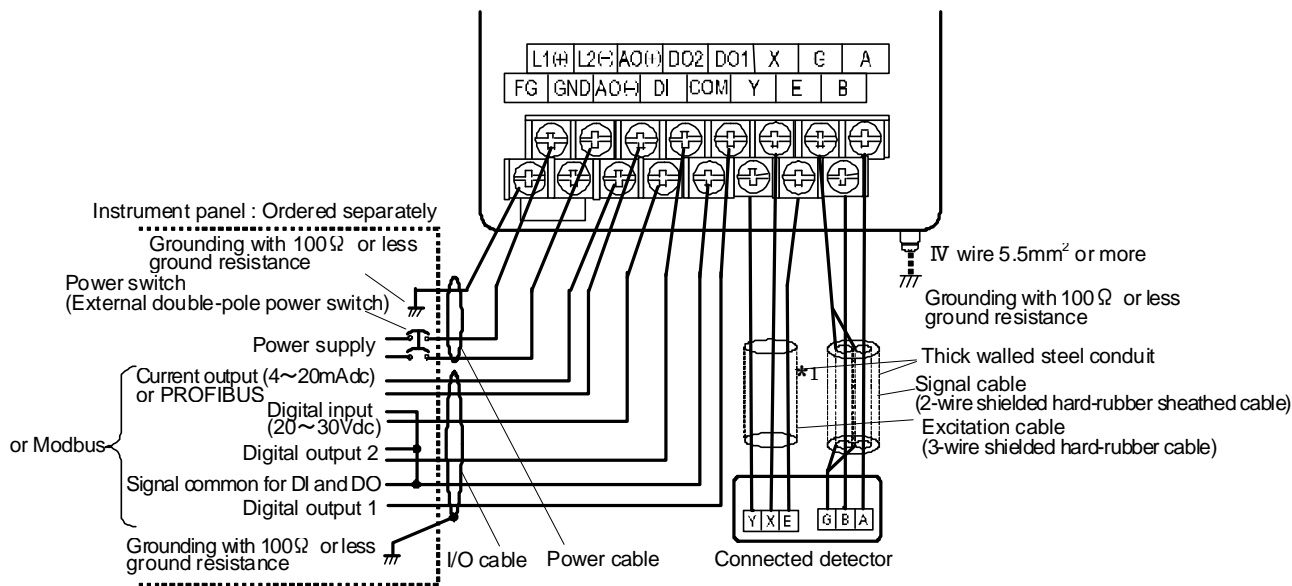 L1(+) L2(-) AO(+) DO2 DO1 X G A
FG GND AO(-) DI COM Y E B
Instrument panel : Ordered separately
Grounding with 100Ω or less
ground resistance
Power switch
(External double-pole power switch)
Power supply
Current output (4～20mAdc)
or PROFIBUS
Digital input
(20～30Vdc)
or Modbus
Digital output 2
Signal common for DI and DO
Digital output 1
Grounding with 100Ω or less
ground resistance
I/O cable
Power cable
IV wire 5.5mm² or more
Grounding with 100Ω or less
ground resistance
Thick walled steel conduit
*1
Signal cable
(2-wire shielded hard-rubber sheathed cable)
Excitation cable
(3-wire shielded hard-rubber cable)
Y X E G B A
Connected detector